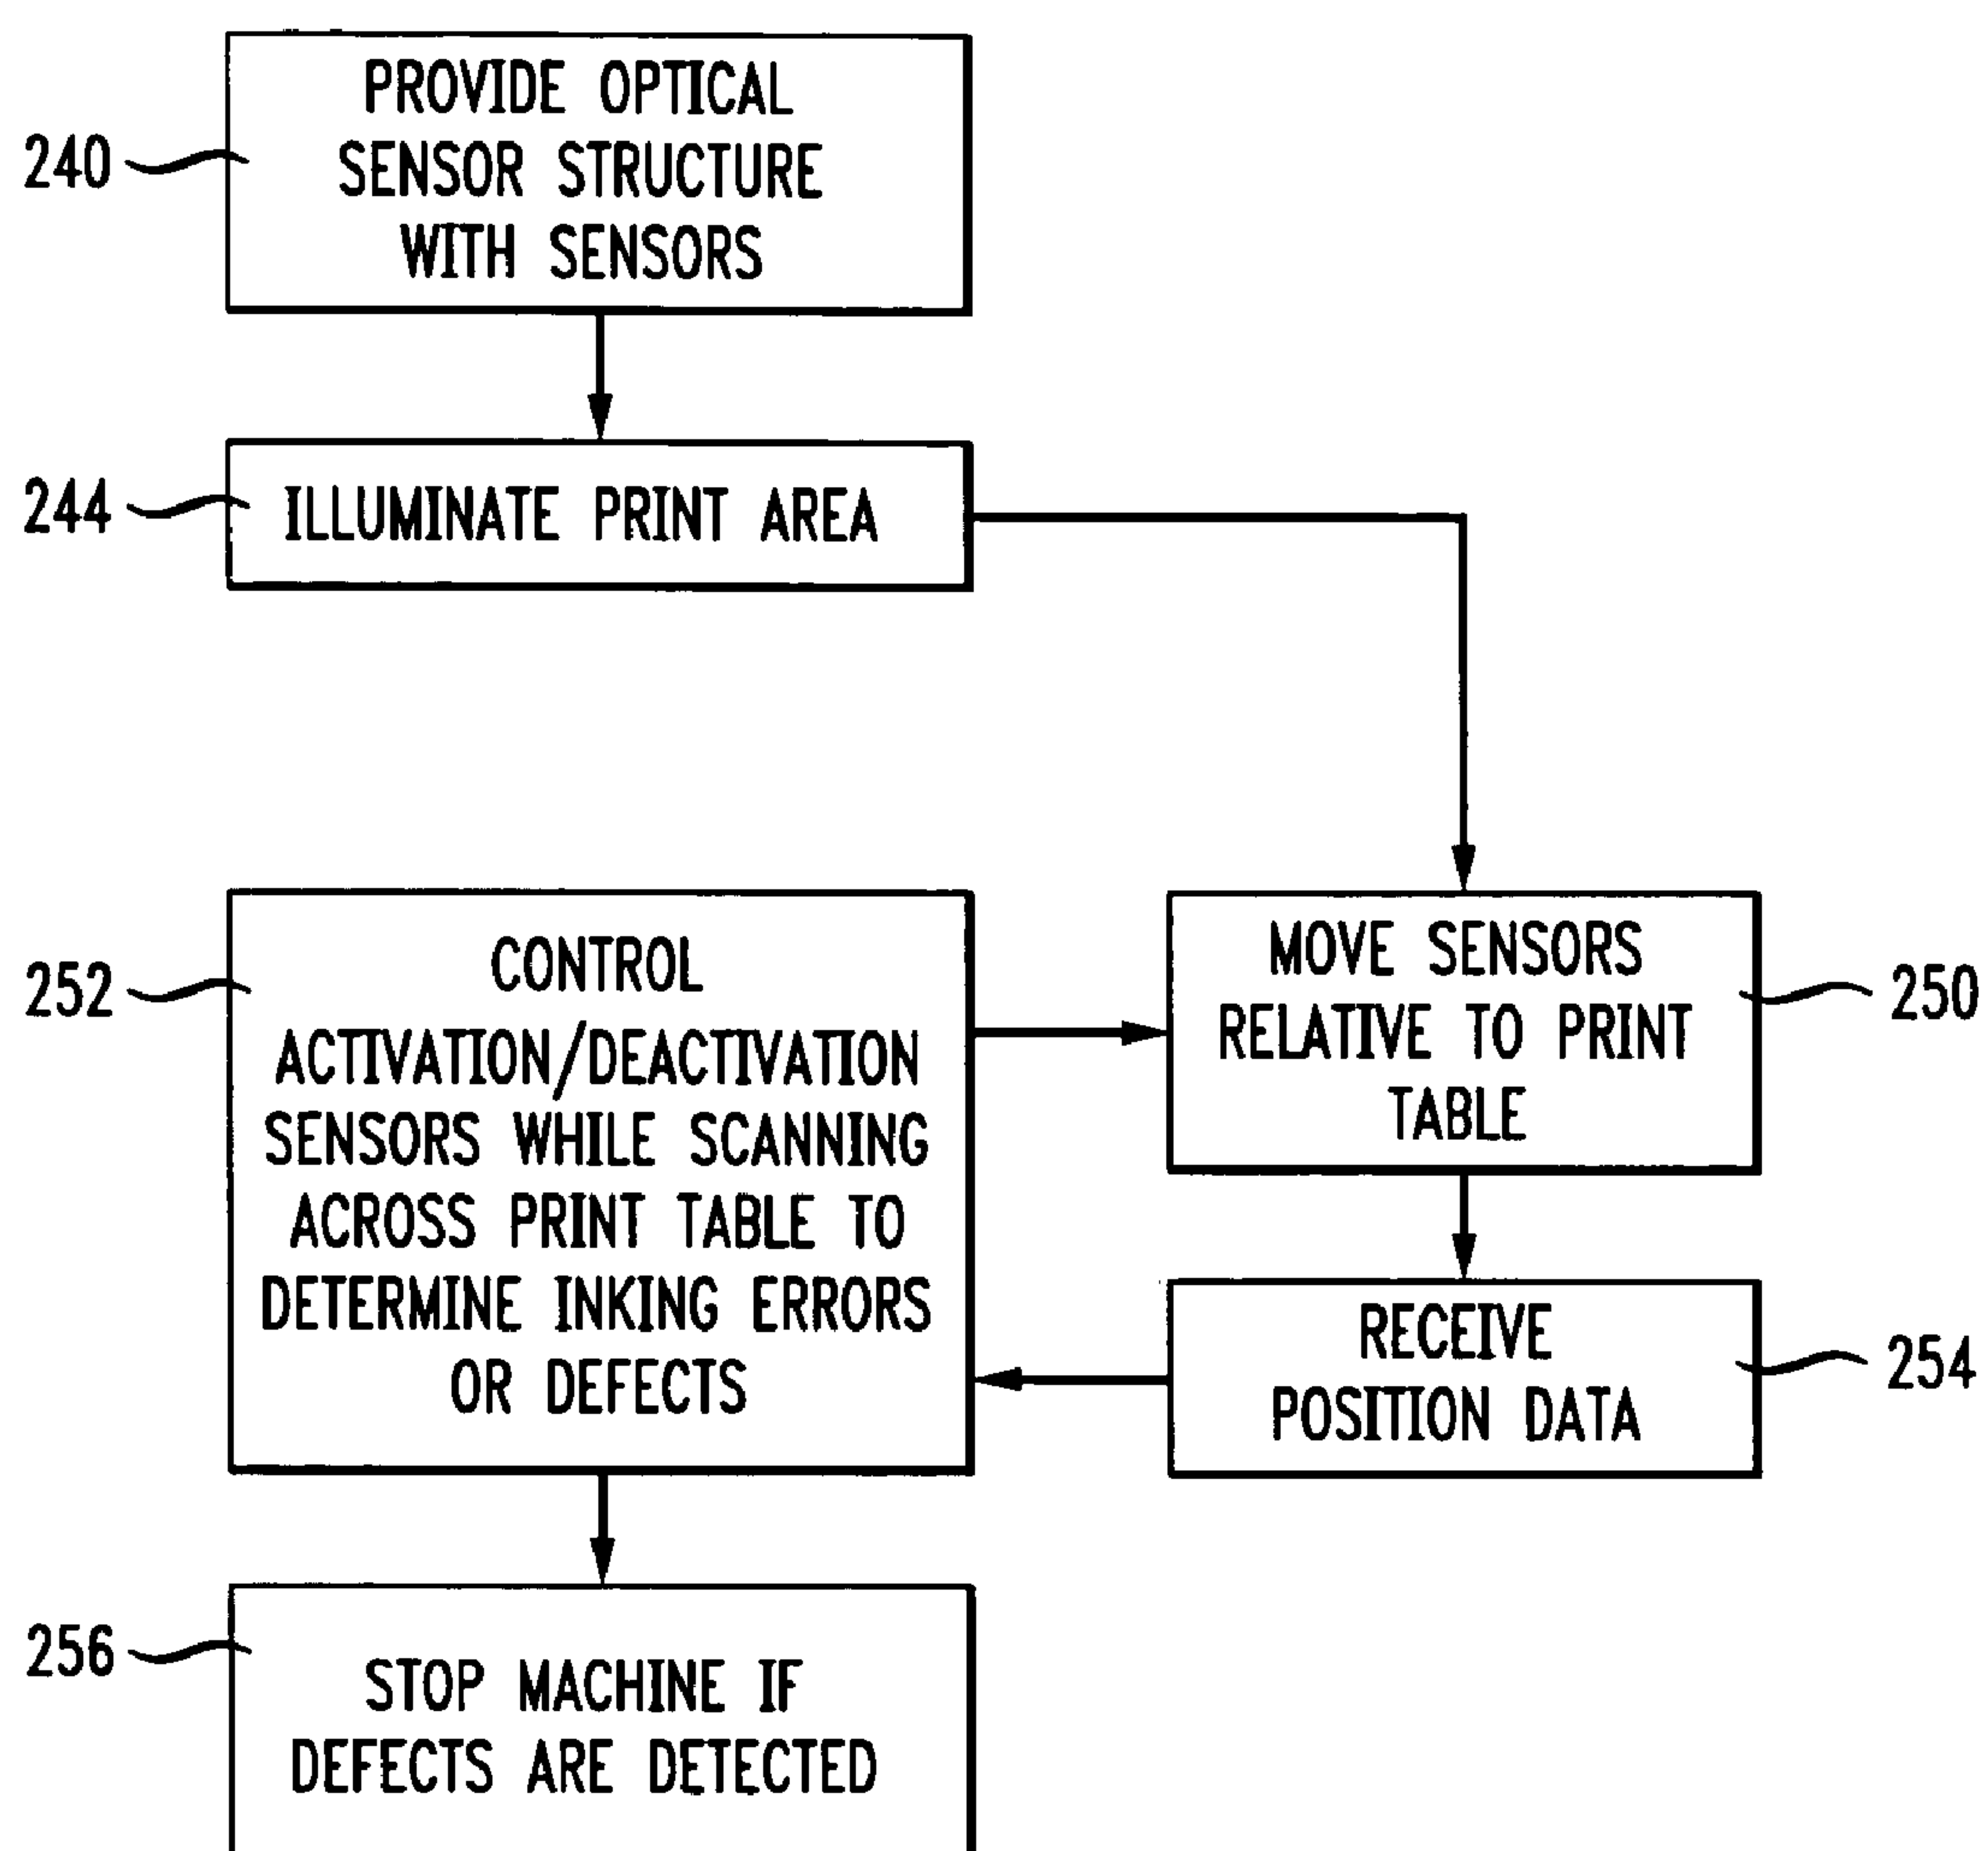 PROVIDE OPTICAL
SENSOR STRUCTURE
WITH SENSORS
240
244
ILLUMINATE PRINT AREA
252
CONTROL
ACTIVATION/DEACTIVATION
SENSORS WHILE SCANNING
ACROSS PRINT TABLE TO
DETERMINE INKING ERRORS
OR DEFECTS
MOVE SENSORS
RELATIVE TO PRINT
TABLE
250
RECEIVE
POSITION DATA
254
256
STOP MACHINE IF
DEFECTS ARE DETECTED